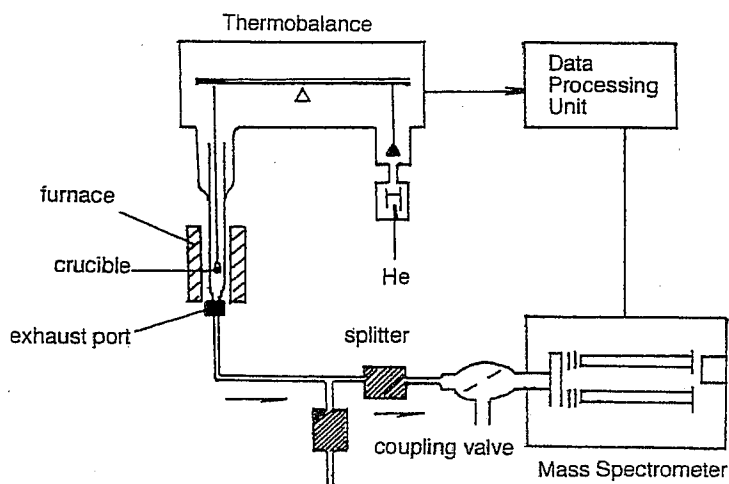 Thermobalance
Data
Processing
Unit
furnace
crucible
He
exhaust port
splitter
coupling valve
Mass Spectrometer